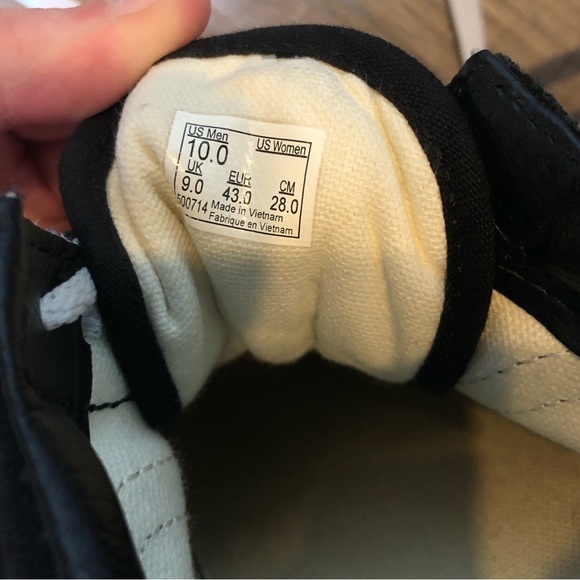 US Men US Women
10.0
UK EUR CM
9.0 43.0 28.0
500714 Made in Vietnam
Fabrique en Vietnam